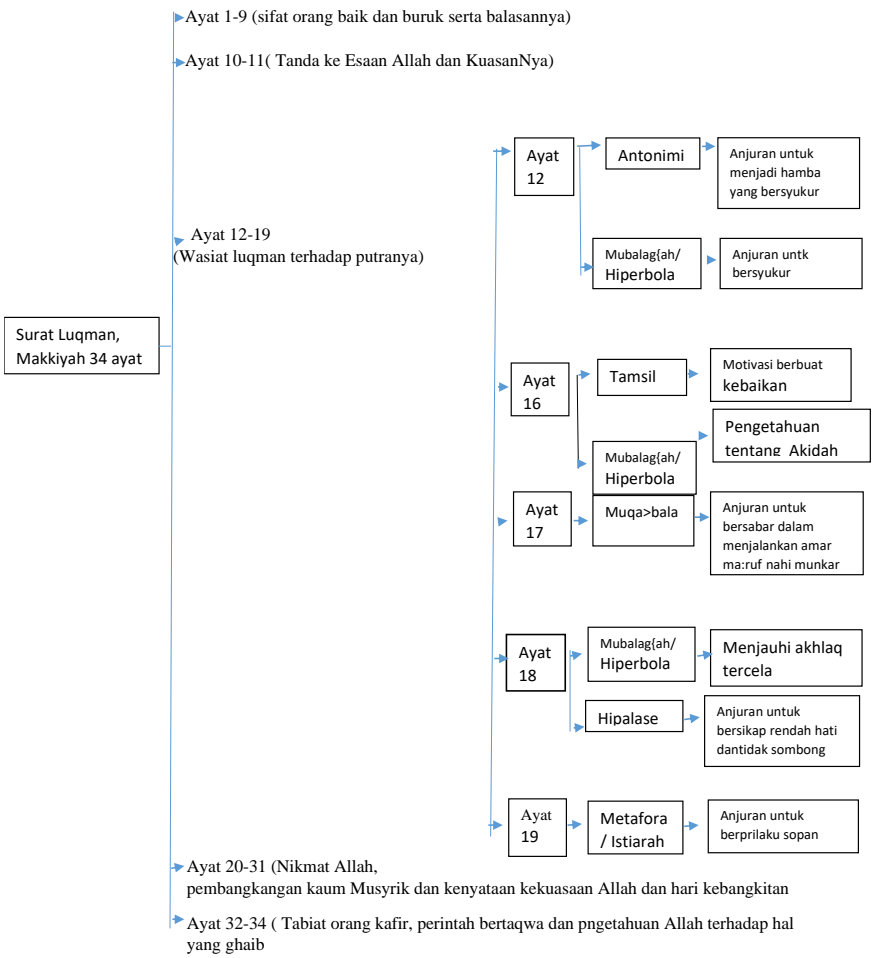 Ayat 1-9 (sifat orang baik dan buruk serta balasannya)
Ayat 10-11( Tanda ke Esaan Allah dan KuasanNya)
Ayat 12-19
(Wasiat luqman terhadap putranya)
Surat Luqman,
Makkiyah 34 ayat
Ayat
12
Antonimi
Anjuran untuk
menjadi hamba
yang bersyukur
Mubalag{ah/
Hiperbola
Anjuran untk
bersyukur
Ayat
16
Tamsil
Motivasi berbuat
kebaikan
Mubalag{ah/
Hiperbola
Pengetahuan
tentang Akidah
Ayat
17
Muqa>bala
Anjuran untuk
bersabar dalam
menjalankan amar
ma:ruf nahi munkar
Ayat
18
Mubalag{ah/
Hiperbola
Menjauhi akhlaq
tercela
Hipalase
Anjuran untuk
bersikap rendah hati
dantidak sombong
Ayat
19
Metafora
/ Istiarah
Anjuran untuk
berprilaku sopan
Ayat 20-31 (Nikmat Allah,
pembangkangan kaum Musyrik dan kenyataan kekuasaan Allah dan hari kebangkitan
Ayat 32-34 ( Tabiat orang kafir, perintah bertaqwa dan pngetahuan Allah terhadap hal
yang ghaib